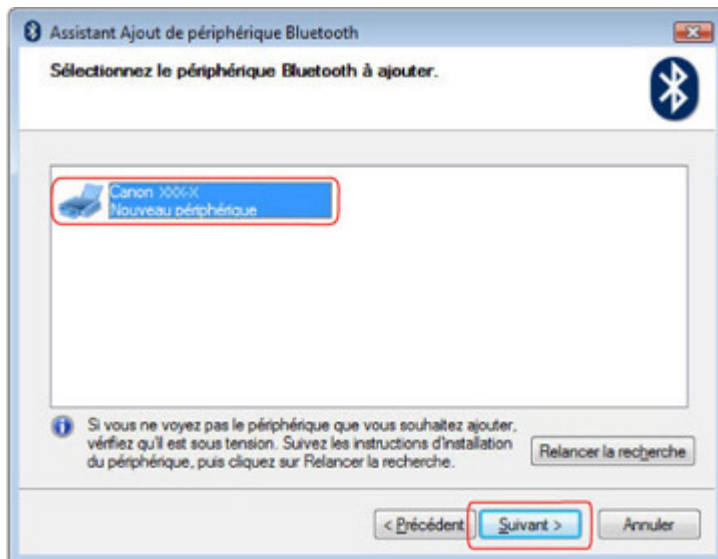 Assistant Ajout de périphérique Bluetooth
Sélectionnez le périphérique Bluetooth à ajouter.
Canon XXX-X
Nouveau périphérique
Si vous ne voyez pas le périphérique que vous souhaitez ajouter,
vérifiez qu'il est sous tension. Suivez les instructions d'installation
du périphérique, puis cliquez sur Relancer la recherche.
Relancer la recherche
< Précédent
Suivant >
Annuler